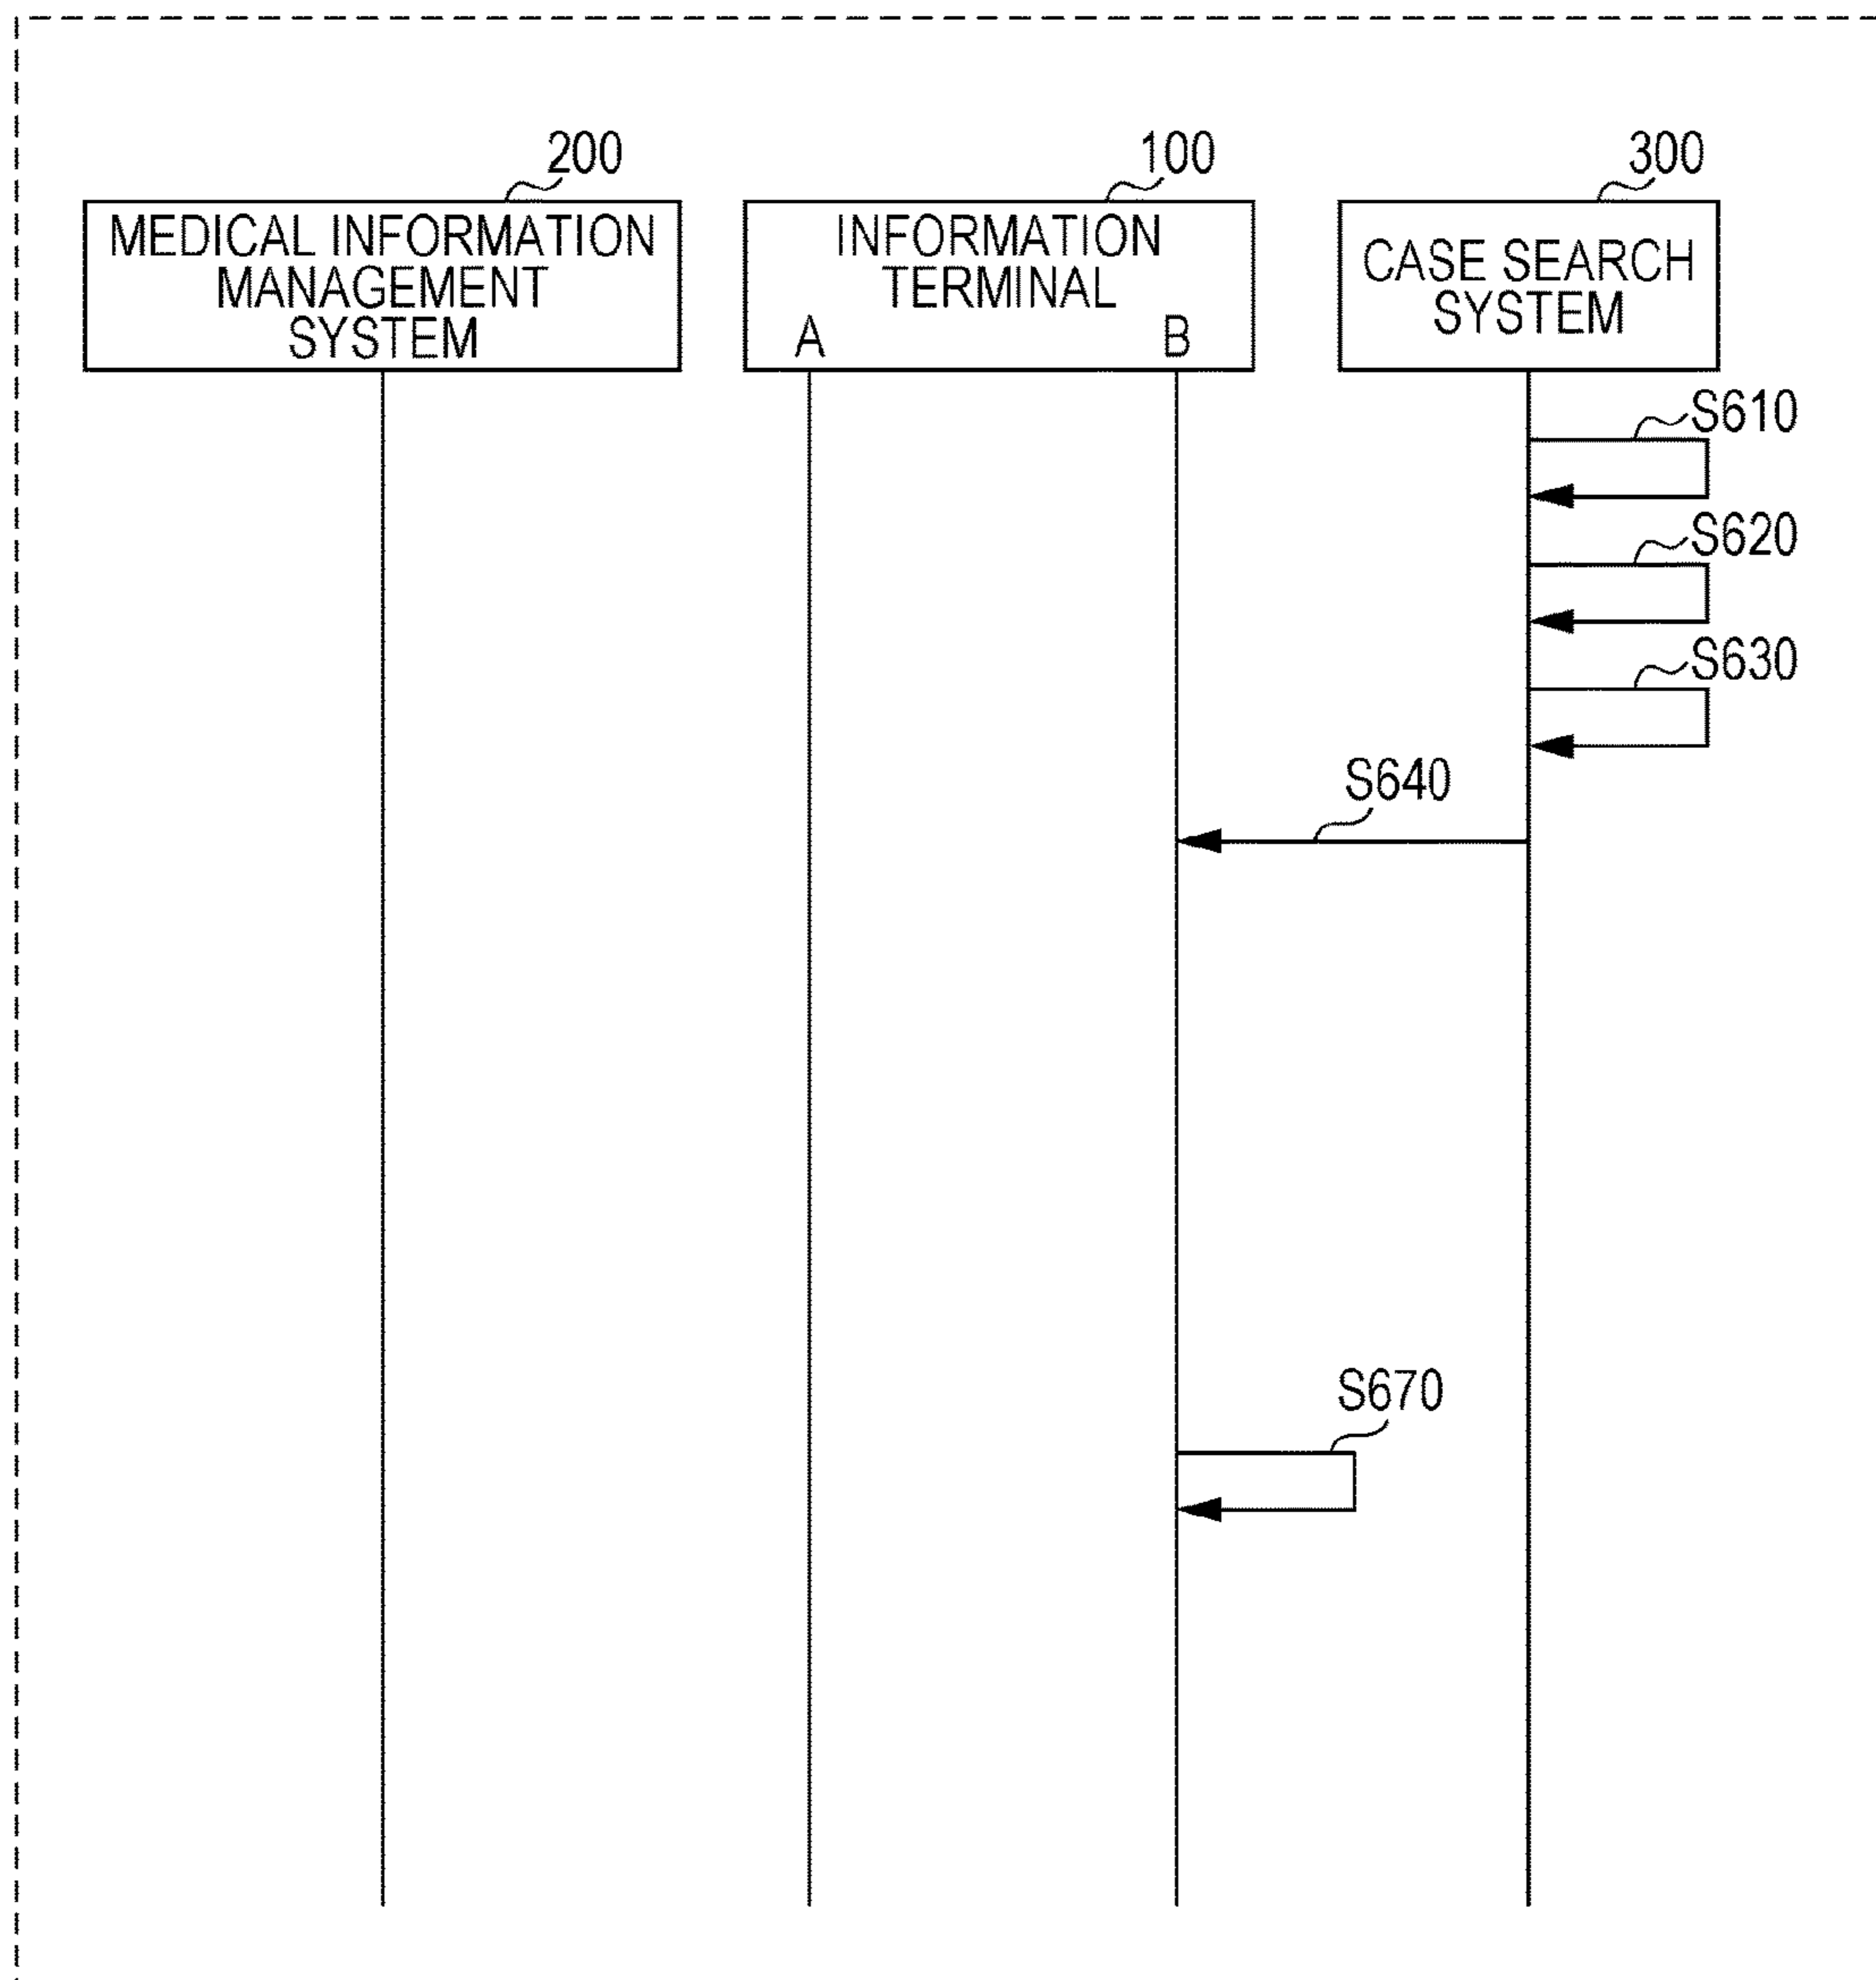 200
100
300
MEDICAL INFORMATION
MANAGEMENT
SYSTEM
INFORMATION
TERMINAL
A B
CASE SEARCH
SYSTEM
S610
S620
S630
S640
S670